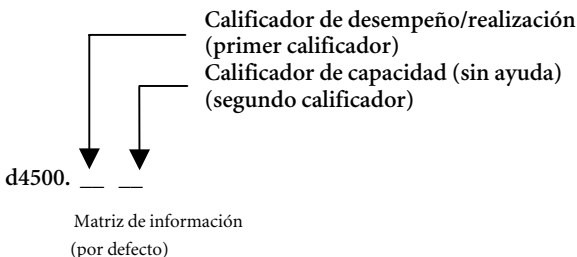 Calificador de desempeño/realización
(primer calificador)
Calificador de capacidad (sin ayuda)
(segundo calificador)
d4500. __ __
Matriz de información
(por defecto)